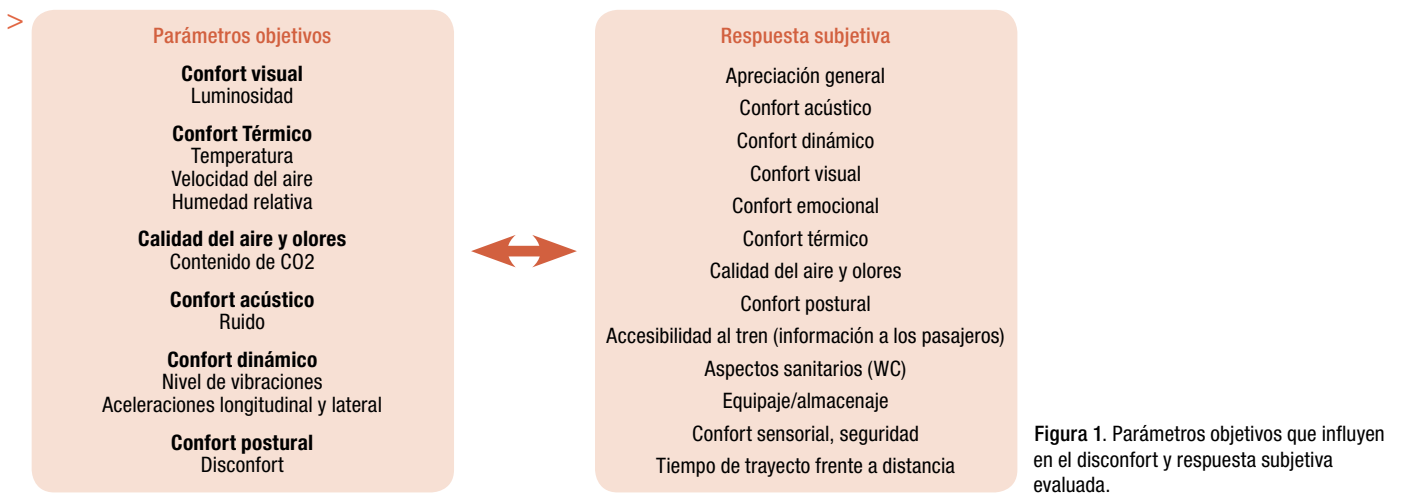 >
Parámetros objetivos
Confort visual
Luminosidad
Confort Térmico
Temperatura
Velocidad del aire
Humedad relativa
Calidad del aire y olores
Contenido de CO2
Confort acústico
Ruido
Confort dinámico
Nivel de vibraciones
Aceleraciones longitudinal y lateral
Confort postural
Disconfort
Respuesta subjetiva
Apreciación general
Confort acústico
Confort dinámico
Confort visual
Confort emocional
Confort térmico
Calidad del aire y olores
Confort postural
Accesibilidad al tren (información a los pasajeros)
Aspectos sanitarios (WC)
Equipaje/almacenaje
Confort sensorial, seguridad
Tiempo de trayecto frente a distancia
Figura 1. Parámetros objetivos que influyen
en el disconfort y respuesta subjetiva
evaluada.